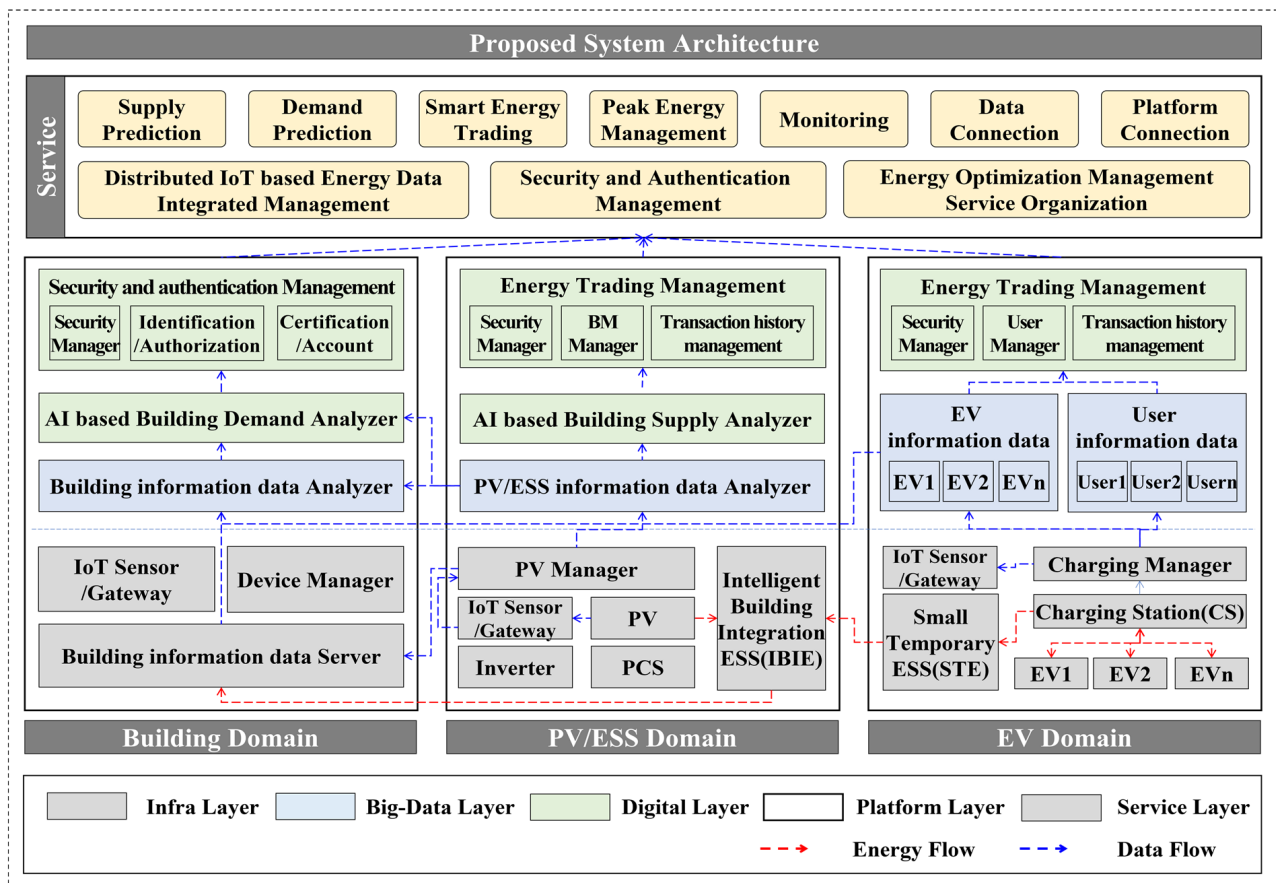 Proposed System Architecture
Service
Supply
Prediction
Demand
Prediction
Smart Energy
Trading
Peak Energy
Management
Monitoring
Data
Connection
Platform
Connection
Distributed IoT based Energy Data
Integrated Management
Security and Authentication
Management
Energy Optimization Management
Service Organization
Security and authentication Management
Security
Manager
Identification
/Authorization
Certification
/Account
AI based Building Demand Analyzer
Building information data Analyzer
IoT Sensor
/Gateway
Device Manager
Building information data Server
Building Domain
Energy Trading Management
Security
Manager
BM
Manager
Transaction history
management
AI based Building Supply Analyzer
PV/ESS information data Analyzer
PV Manager
IoT Sensor
/Gateway
PV
Inverter
PCS
Intelligent
Building
Integration
ESS(IBIE)
PV/ESS Domain
Energy Trading Management
Security
Manager
User
Manager
Transaction history
management
EV
information data
EV1
EV2
EVn
User
information data
User1
User2
Usern
IoT Sensor
/Gateway
Charging Manager
Small
Temporary
ESS(STE)
Charging Station(CS)
EV1
EV2
EVn
EV Domain
Infra Layer
Big-Data Layer
Digital Layer
Platform Layer
Service Layer
Energy Flow
Data Flow